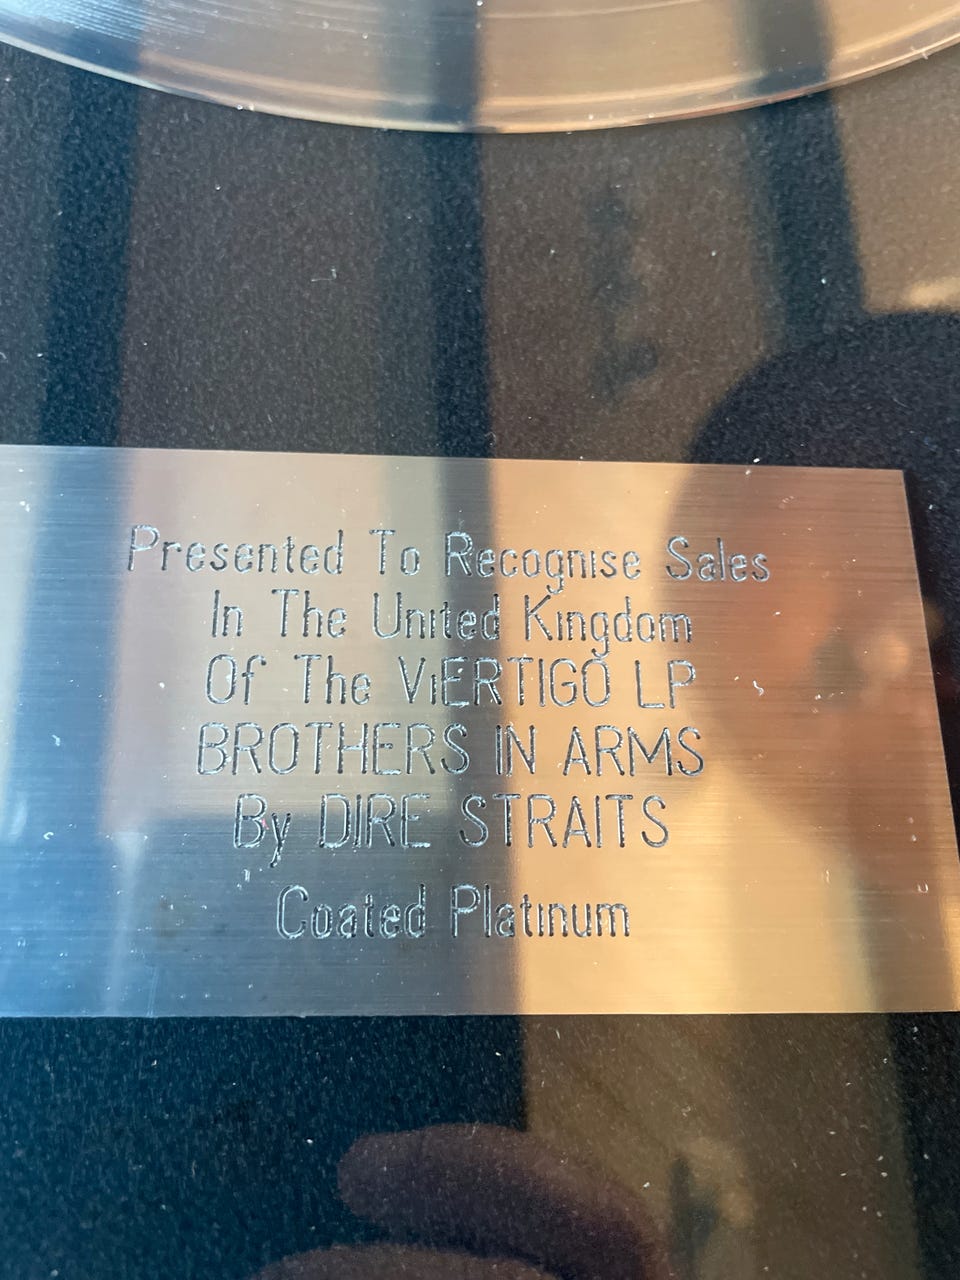 Presented To Recognise Sales
In The United Kingdom
Of The ViERTIGO LP
BROTHERS IN ARMS
By DIRE STRAITS
Coated Platinum